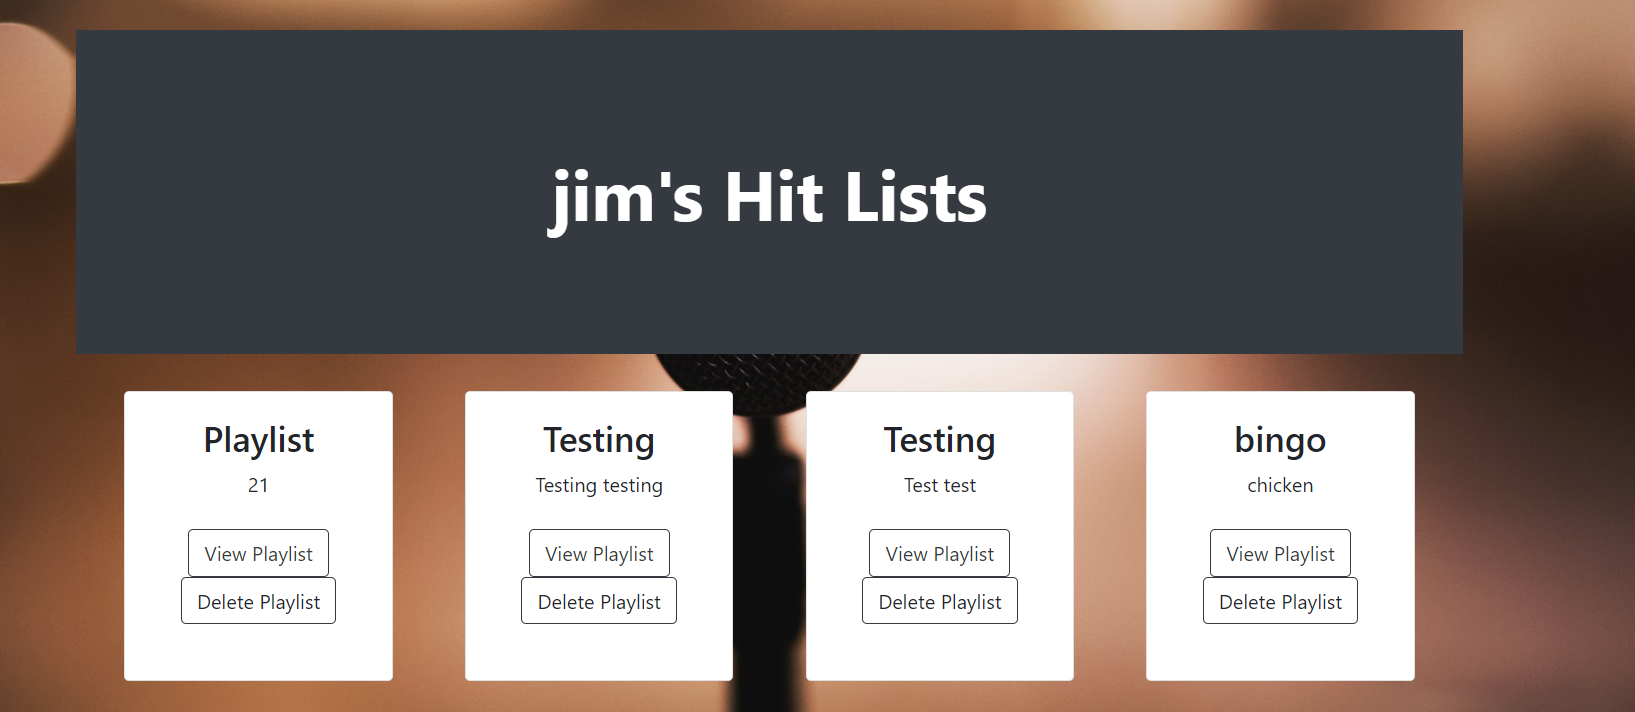 jim's Hit Lists
Playlist
21
View Playlist
Delete Playlist
Testing
Testing testing
View Playlist
Delete Playlist
Testing
Test test
View Playlist
Delete Playlist
bingo
chicken
View Playlist
Delete Playlist